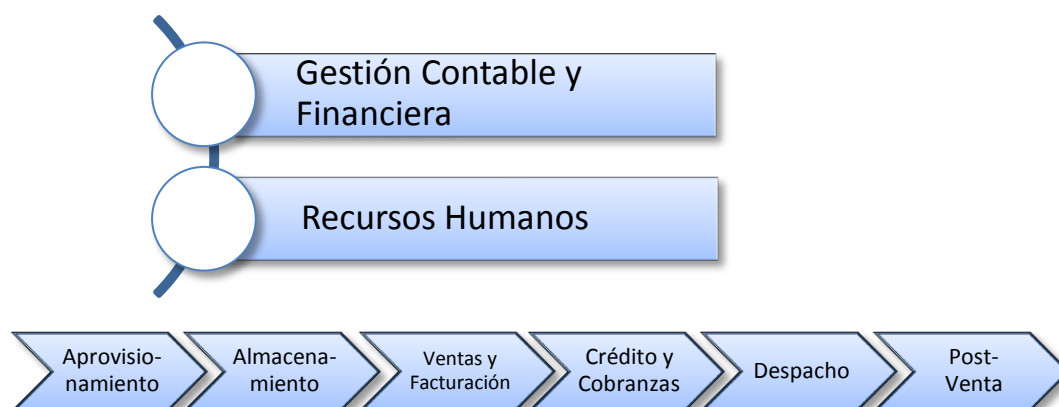 Gestión Contable y
Financiera
Recursos Humanos
Aprovisio-
namiento
Almacena-
miento
Ventas y
Facturación
Crédito y
Cobranzas
Despacho
Post-
Venta